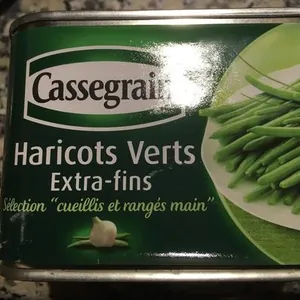 Cassegrain
Haricots Verts
Extra-fins
Sélection "cueillis et rangés main"